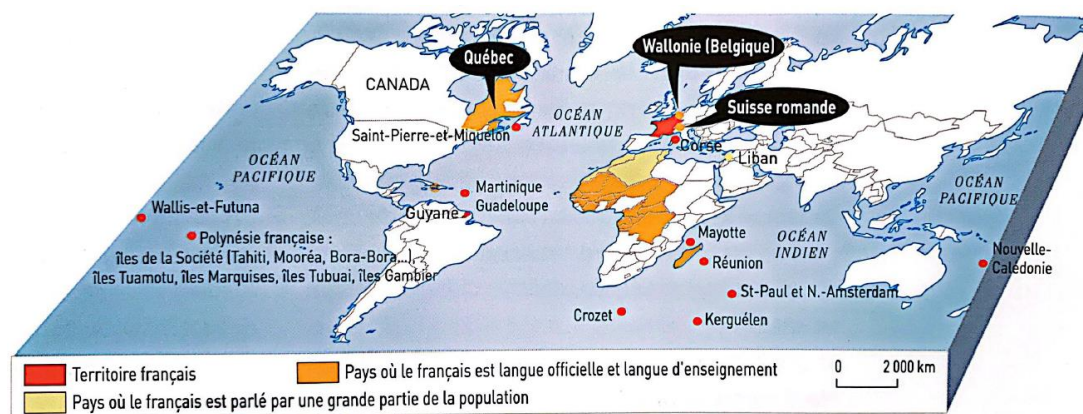 Québec
Wallonie (Belgique)
CANADA
Suisse romande
OCÉAN
ATLANTIQUE
Saint-Pierre-et-Miquelon
Corse
Liban
OCÉAN
PACIFIQUE
OCÉAN
PACIFIQUE
Martinique
Guadeloupe
Wallis-et-Futuna
Guyane
Mayotte
OCÉAN
INDIEN
Polynésie française :
îles de la Société (Tahiti, Mooréa, Bora-Bora...),
îles Tuamotu, îles Marquises, îles Tubuai, îles Gambier
Réunion
Nouvelle-
Calédonie
St-Paul et N.-Amsterdam
Crozet
Kerguélen
Territoire français
Pays où le français est langue officielle et langue d'enseignement
0 2 000 km
Pays où le français est parlé par une grande partie de la population